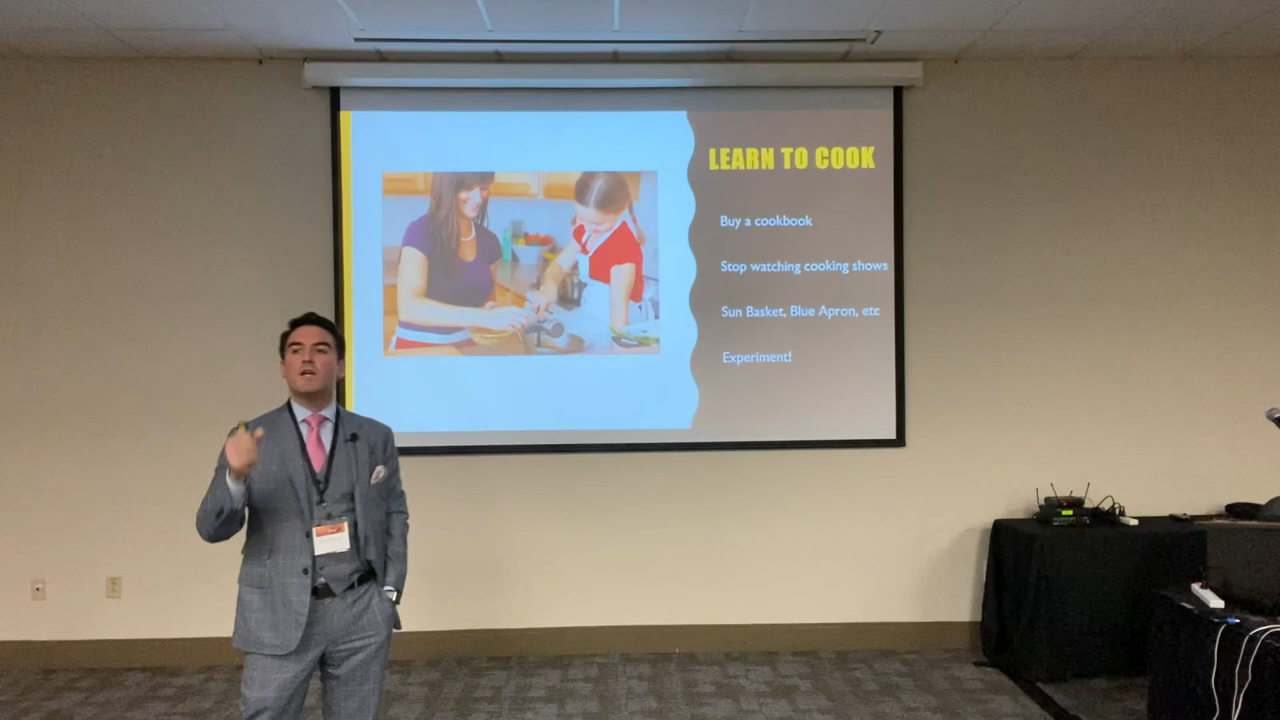 LEARN TO COOK
Buy a cookbook
Stop watching cooking shows
Sun Basket, Blue Apron, etc
Experiment!